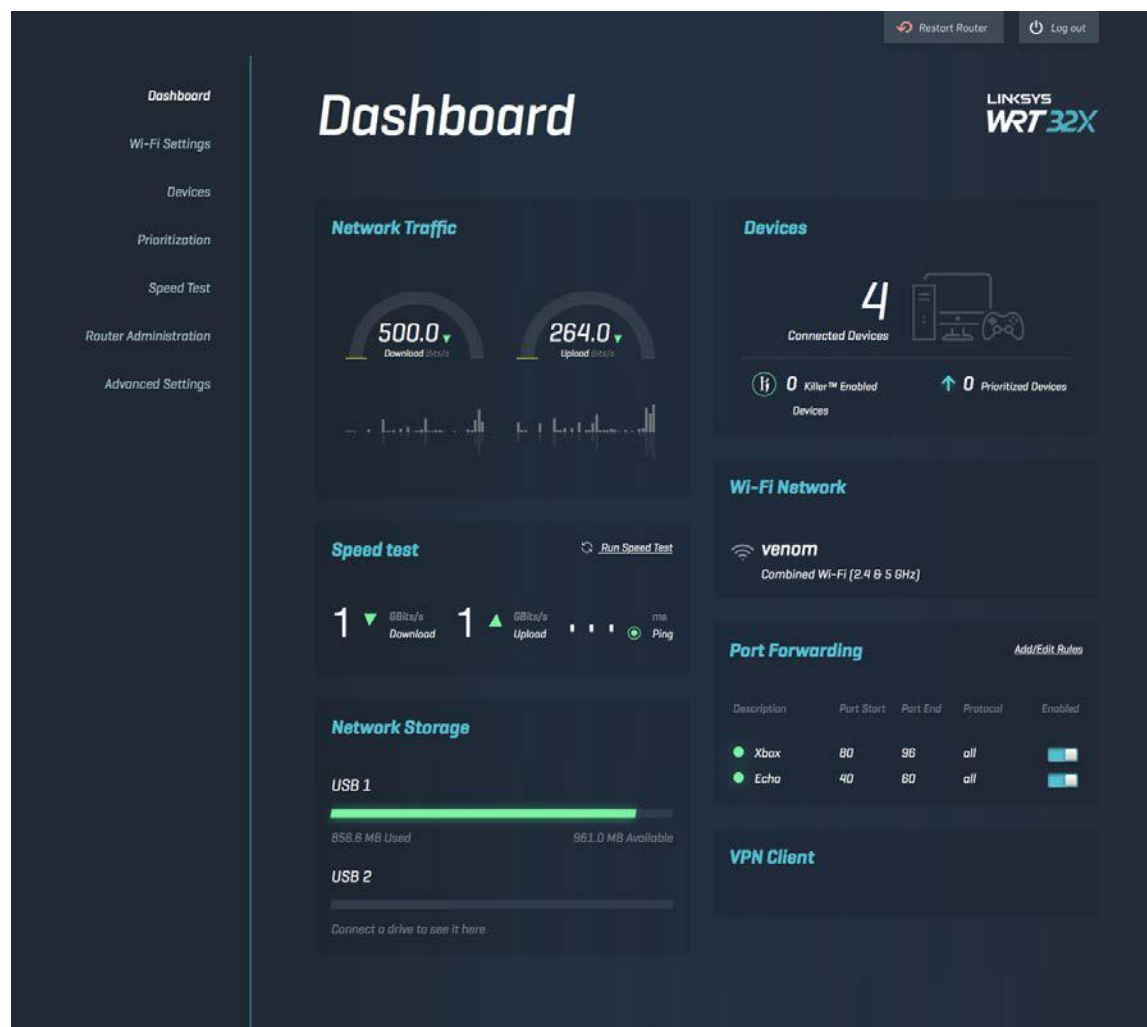 Restart Router
Log out
Dashboard
Wi-Fi Settings
Devices
Prioritization
Speed Test
Router Administration
Advanced Settings
Dashboard
LINKSYS
WRT 32X
Network Traffic
500.0
Download Bits/s
264.0
Upload Bits/s
Devices
4
Connected Devices
0 Killer™ Enabled
Devices
0 Prioritized Devices
Wi-Fi Network
venom
Combined Wi-Fi (2.4 & 5 GHz)
Speed test
Run Speed Test
1 GBits/s
Download
1 GBits/s
Upload
ms
Ping
Port Forwarding
Add/Edit Rules
Description Port Start Port End Protocol Enabled
Xbox 80 96 all
Echo 40 60 all
Network Storage
USB 1
856.6 MB Used 961.0 MB Available
USB 2
Connect a drive to see it here
VPN Client